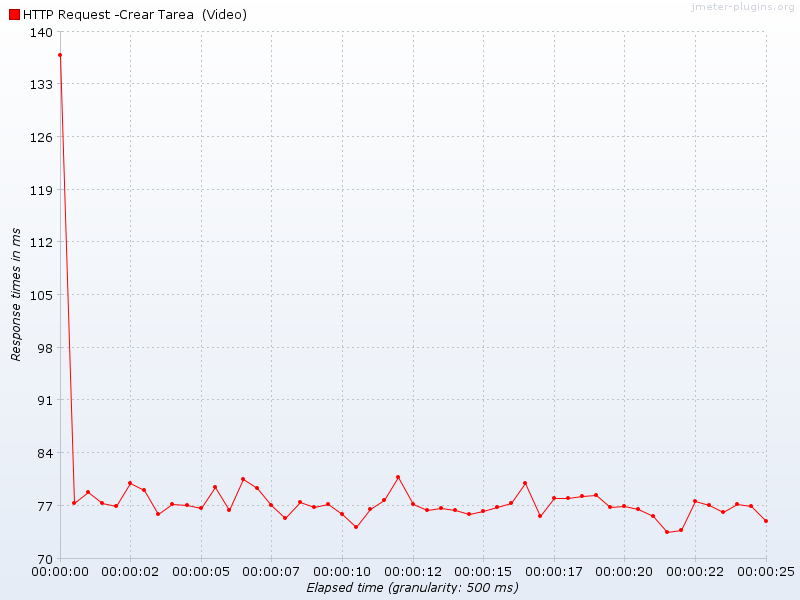 jmeter-plugins.org
HTTP Request -Crear Tarea  (Video)
140
133
126
119
112
105
98
91
84
77
70
Response times in ms
00:00:00 00:00:02 00:00:05 00:00:07 00:00:10 00:00:12 00:00:15 00:00:17 00:00:20 00:00:22 00:00:25
Elapsed time (granularity: 500 ms)